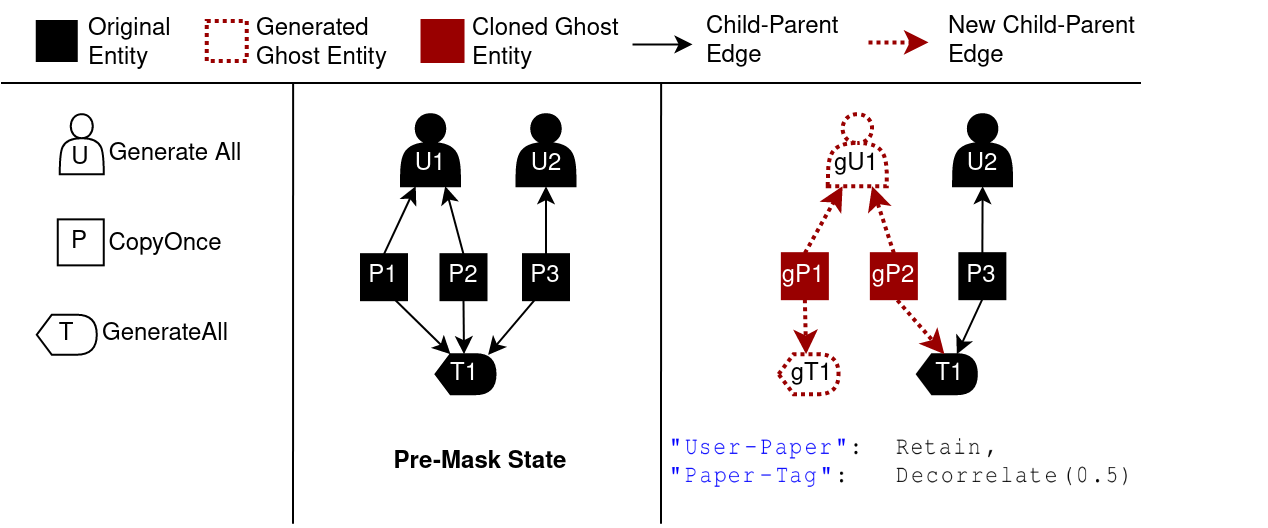 Original
Entity
Generated
Ghost Entity
Cloned Ghost
Entity
Child-Parent
Edge
New Child-Parent
Edge
U
Generate All
P
CopyOnce
T
GenerateAll
U1
U2
P1
P2
P3
T1
Pre-Mask State
gU1
U2
gP1
gP2
P3
gT1
T1
"User-Paper": Retain,
"Paper-Tag": Decorrelate(0.5)